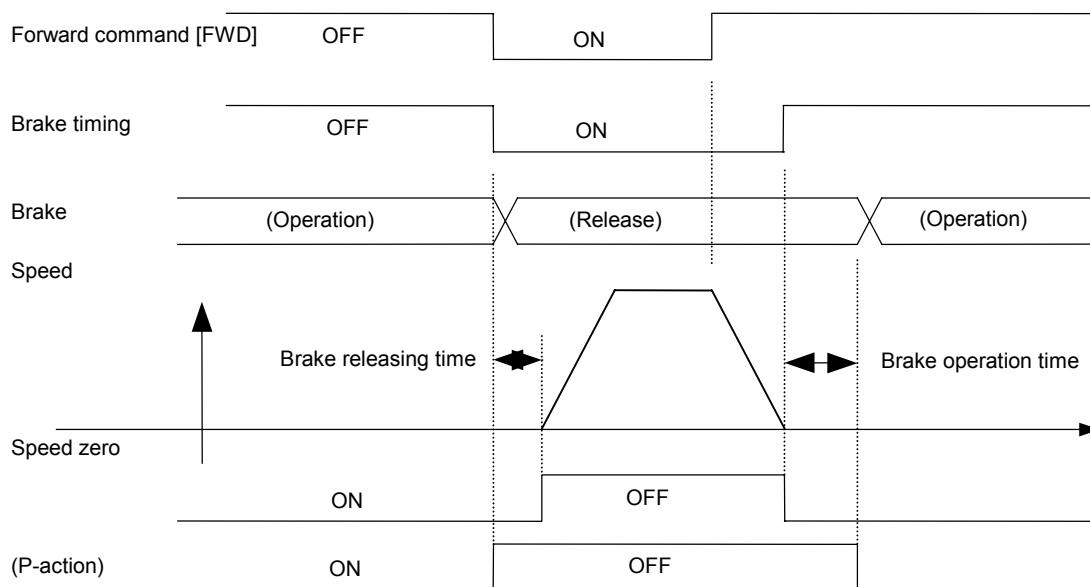 Forward command [FWD] OFF ON
Brake timing OFF ON
Brake (Operation) (Release) (Operation)
Speed
Brake releasing time Brake operation time
Speed zero
ON OFF
(P-action) ON OFF